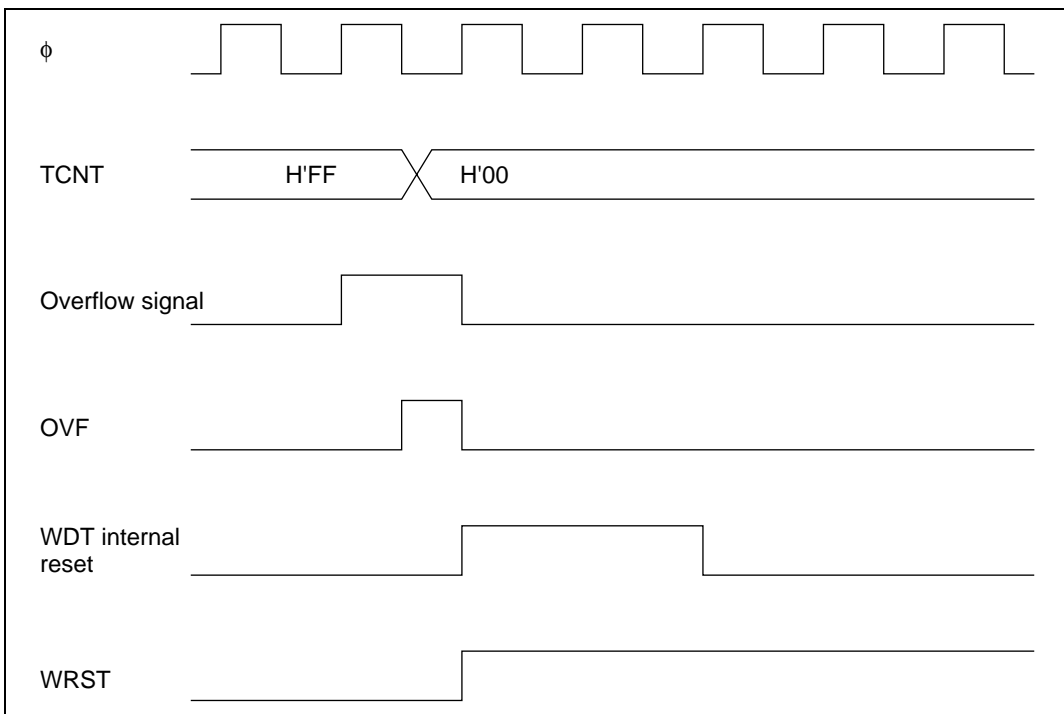 ϕ
TCNT H'FF H'00
Overflow signal
OVF
WDT internal
reset
WRST